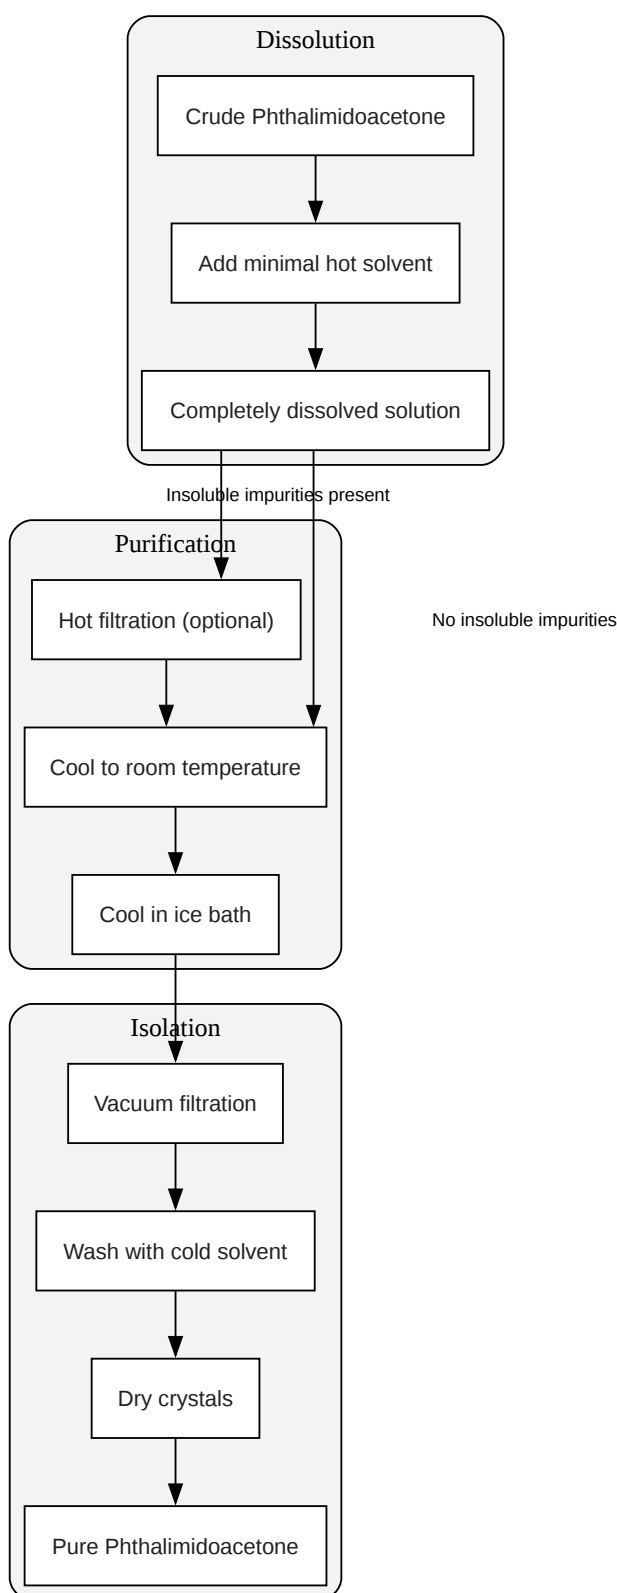 Dissolution
Crude Phthalimidoacetone
Add minimal hot solvent
Completely dissolved solution
Insoluble impurities present
Purification
Hot filtration (optional)
No insoluble impurities
Cool to room temperature
Cool in ice bath
Isolation
Vacuum filtration
Wash with cold solvent
Dry crystals
Pure Phthalimidoacetone